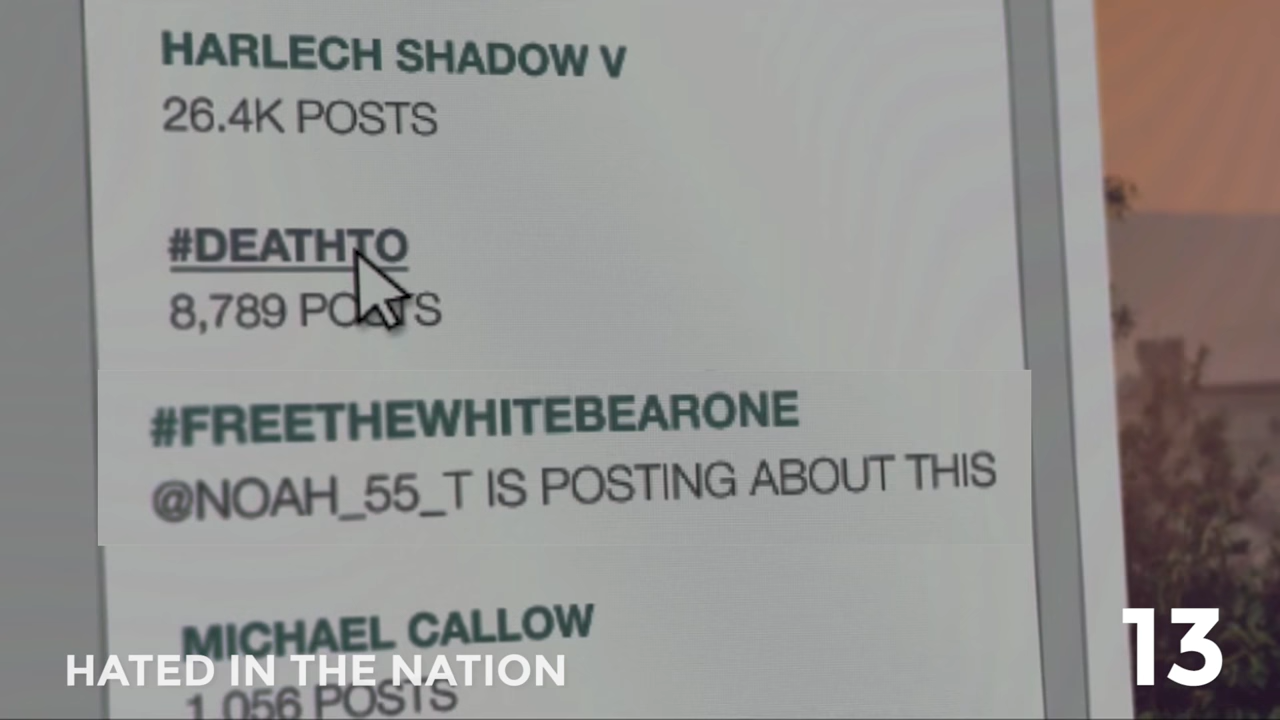 HARLECH SHADOW V
26.4K POSTS
#DEATHTO
8,789 POSTS
#FREETHEWHITEBEARONE
@NOAH_55_T IS POSTING ABOUT THIS
MICHAEL CALLOW
1,056 POSTS
HATED IN THE NATION
13